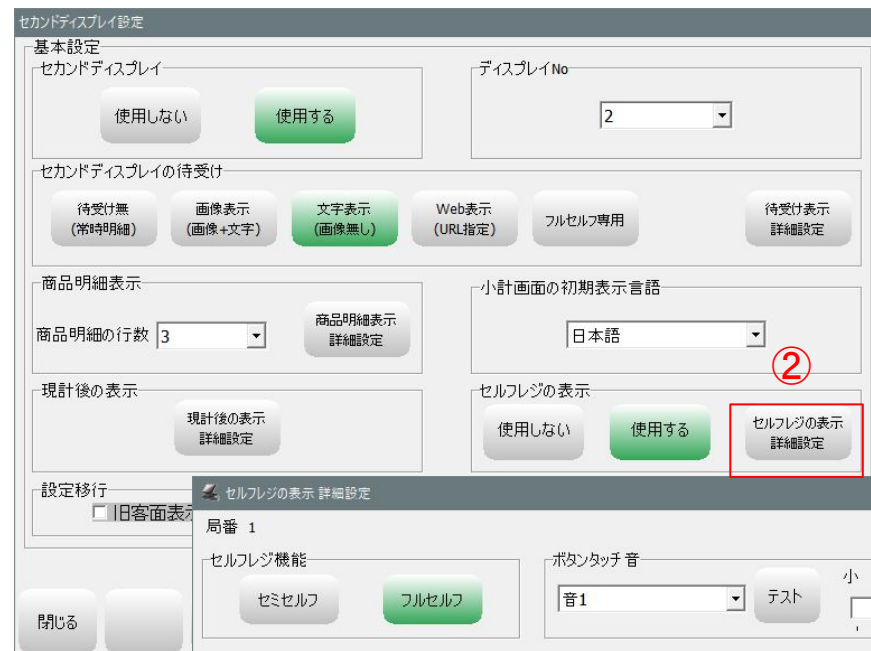 セカンドディスプレイ設定
基本設定
セカンドディスプレイ
使用しない
使用する
ディスプレイNo
2
セカンドディスプレイの待受け
待受け無
(常時明細)
画像表示
(画像+文字)
文字表示
(画像無し)
Web表示
(URL指定)
フルセルフ専用
待受け表示
詳細設定
商品明細表示
商品明細の行数 3
商品明細表示
詳細設定
小計画面の初期表示言語
日本語
②
現計後の表示
現計後の表示
詳細設定
セルフレジの表示
使用しない
使用する
セルフレジの表示
詳細設定
設定移行
旧客面表示
セルフレジの表示 詳細設定
局番 1
セルフレジ機能
セミセルフ
フルセルフ
ボタンタッチ音
音1
テスト
小
閉じる